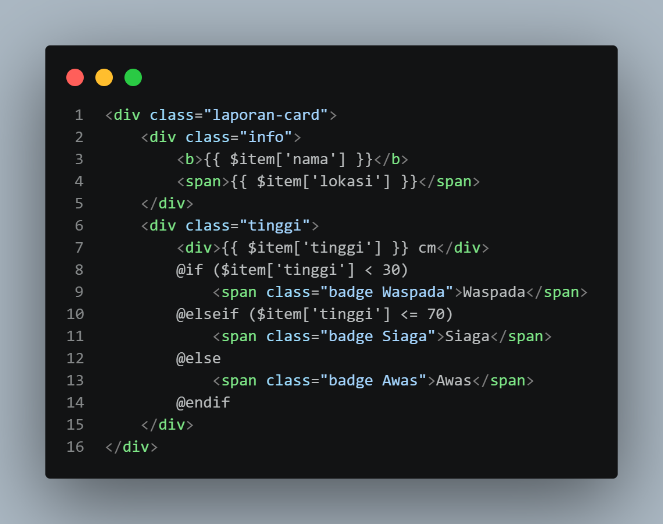 1 <div class="laporan-card">
2     <div class="info">
3         <b>{{ $item['nama'] }}</b>
4         <span>{{ $item['lokasi'] }}</span>
5     </div>
6     <div class="tinggi">
7         <div>{{ $item['tinggi'] }} cm</div>
8         @if ($item['tinggi'] < 30)
9             <span class="badge Waspada">Waspada</span>
10         @elseif ($item['tinggi'] <= 70)
11             <span class="badge Siaga">Siaga</span>
12         @else
13             <span class="badge Awas">Awas</span>
14         @endif
15     </div>
16 </div>